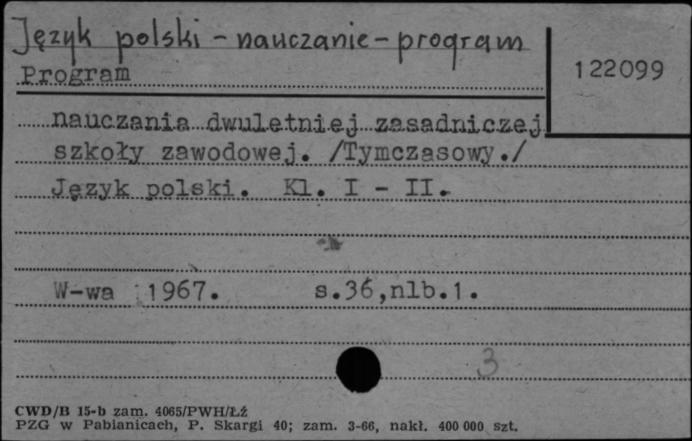 Język polski - nauczanie - program
Program
122099
nauczania dwuletniej zasadniczej
szkoły zawodowej. /Tymczasowy./
Język polski. Kl. I - II.
W-wa 1967. s.36,nlb.1.
3
CWD/B 15-b zam. 4065/PWH/Łź
PZG w Pabianicach, P. Skargi 40; zam. 3-66, nakł. 400 000 szt.